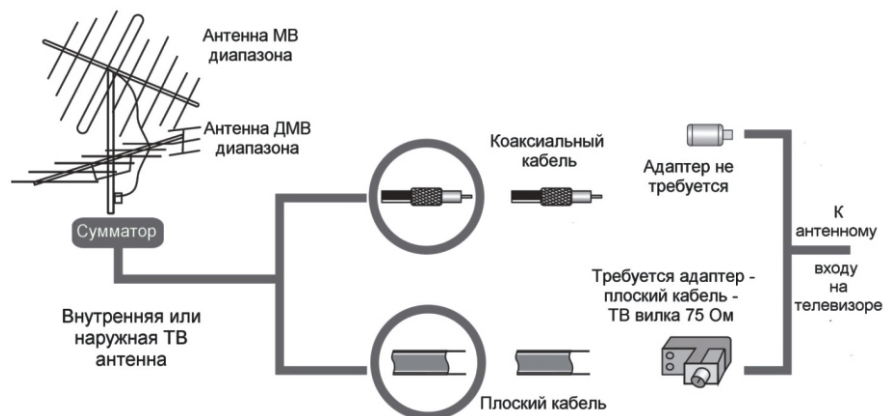 Антенна МВ
диапазона
Антенна ДМВ
диапазона
Сумматор
Внутренняя или
наружная ТВ
антенна
Коаксиальный
кабель
Плоский кабель
Адаптер не
требуется
Требуется адаптер -
плоский кабель -
ТВ вилка 75 Ом
К
антенному
входу
на
телевизоре